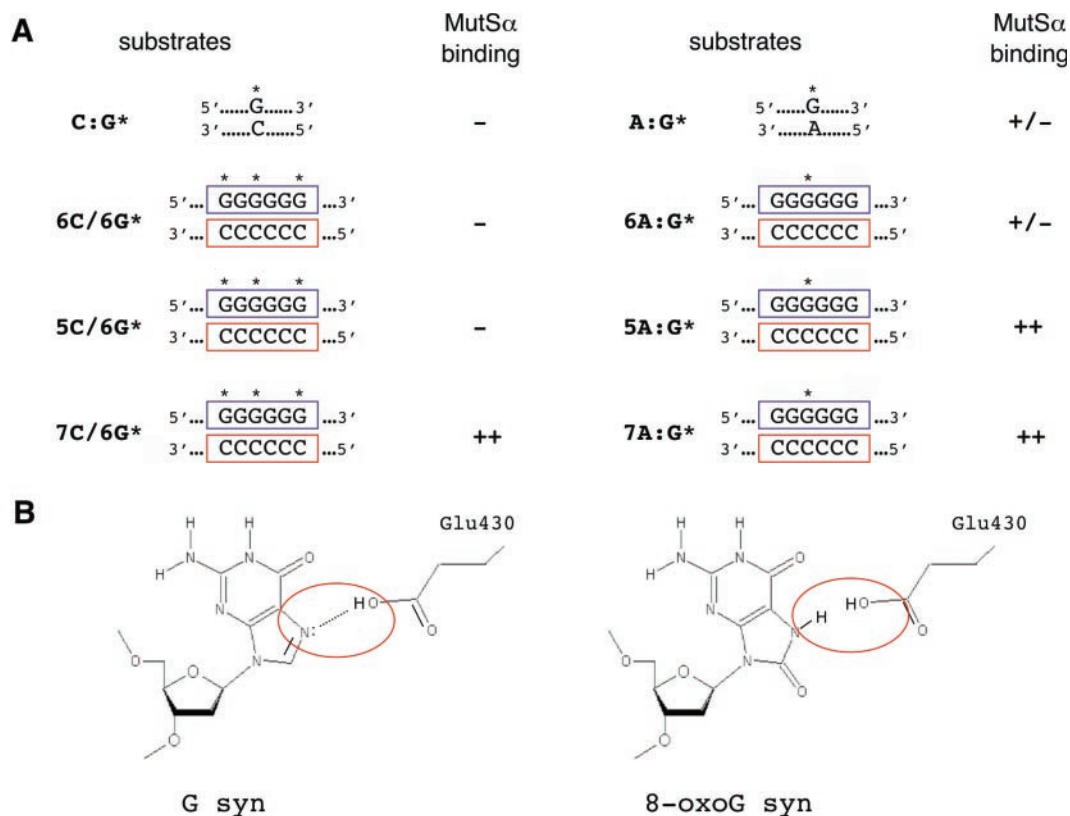 A
substrates MutSα binding substrates MutSα binding
* *
C:G* 5’……G……3’ – A:G* 5’……G……3’ +/–
3’……C……5’ 3’……A……5’
* * * *
6C/6G* 5’… GGGGGG …3’ – 6A:G* 5’… GGGGGG …3’ +/–
3’… CCCCCC …5’ 3’… CCCCCC …5’
* * * *
5C/6G* 5’… GGGGGG …3’ – 5A:G* 5’… GGGGGG …3’ ++
3’… CCCCCC …5’ 3’… CCCCCC …5’
* * * *
7C/6G* 5’… GGGGGG …3’ ++ 7A:G* 5’… GGGGGG …3’ ++
3’… CCCCCC …5’ 3’… CCCCCC …5’
B
Glu430 Glu430
H H H H
N N O N N O
H H
N N: H HO O N N H HO O
N N O
O O O O
O O
G syn 8-oxoG syn